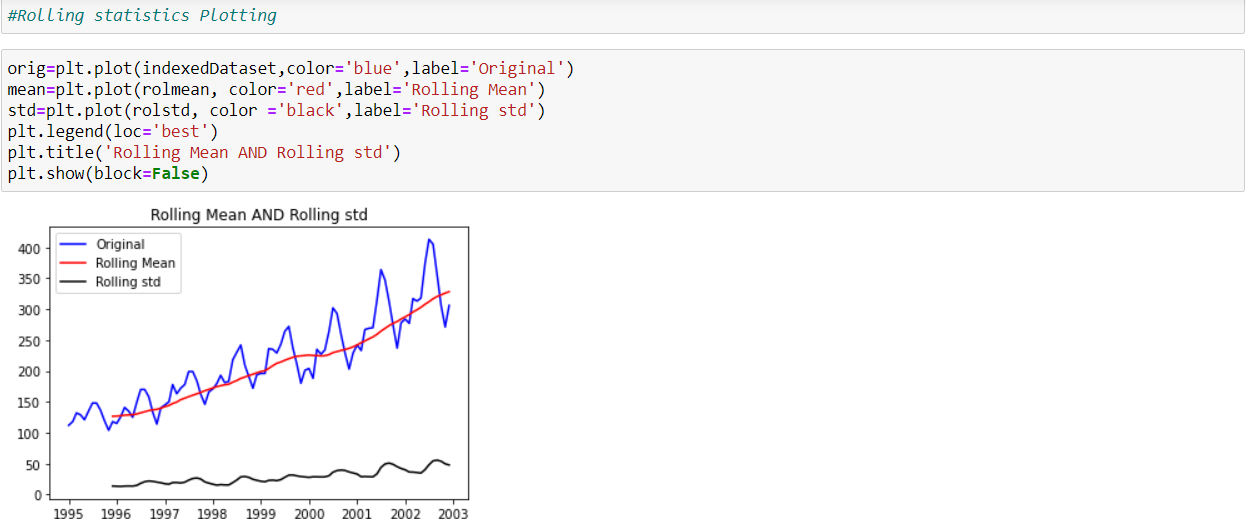 #Rolling statistics Plotting
orig=plt.plot(indexedDataset,color='blue',label='Original')
mean=plt.plot(rolmean, color='red',label='Rolling Mean')
std=plt.plot(rolstd, color ='black',label='Rolling std')
plt.legend(loc='best')
plt.title('Rolling Mean AND Rolling std')
plt.show(block=False)
Rolling Mean AND Rolling std
Original
Rolling Mean
Rolling std
400
350
300
250
200
150
100
50
0
1995 1996 1997 1998 1999 2000 2001 2002 2003